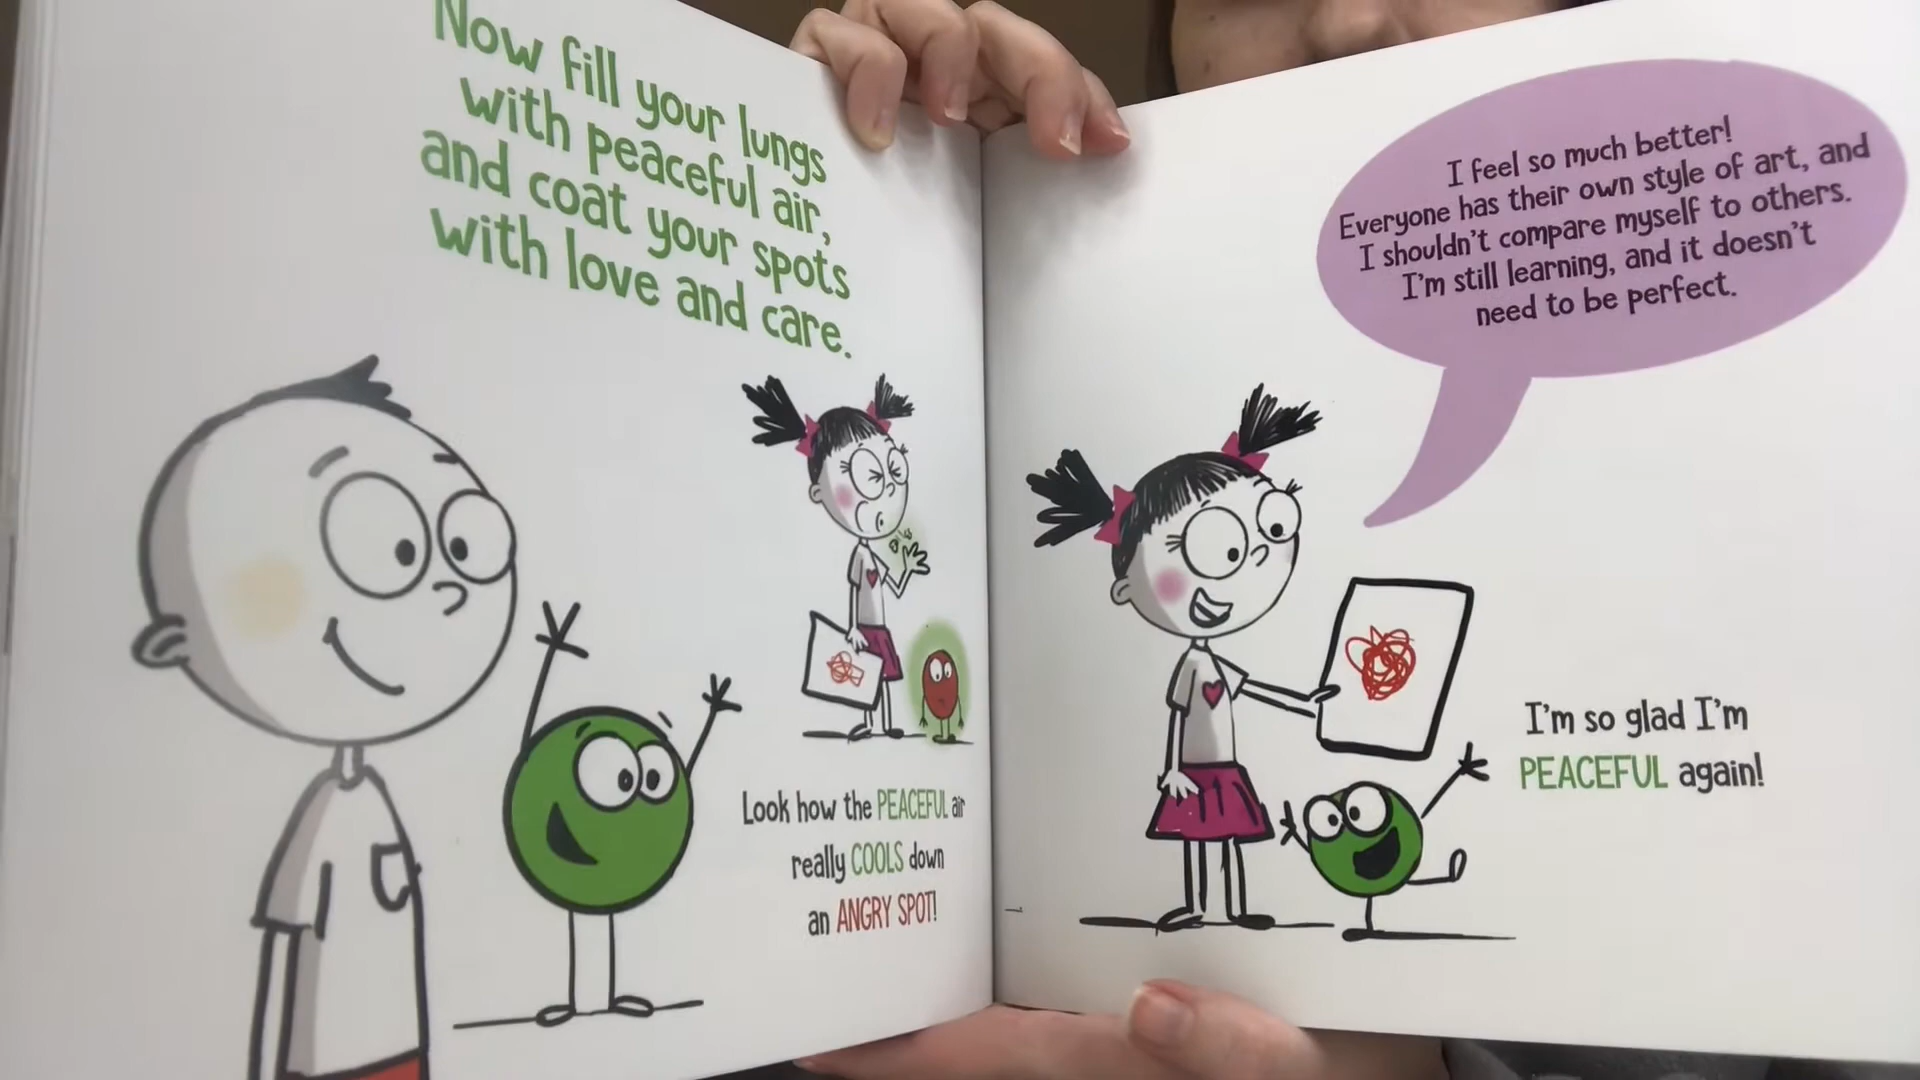 Now fill your lungs
with peaceful air,
and coat your spots
with love and care.
Look how the PEACEFUL air
really COOLS down
an ANGRY SPOT!
I feel so much better!
Everyone has their own style of art, and
I shouldn't compare myself to others.
I'm still learning, and it doesn't
need to be perfect.
I'm so glad I'm
PEACEFUL again!